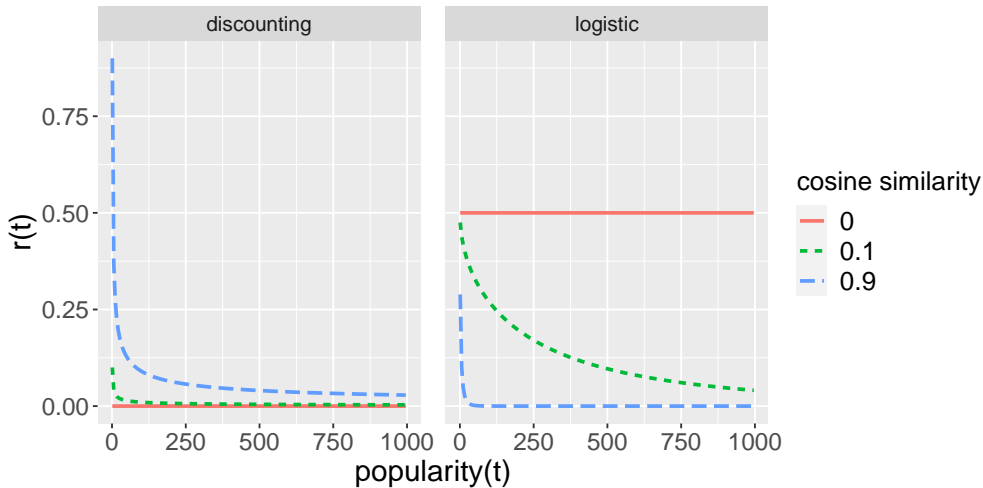 discounting
logistic
r(t)
0.75
0.50
0.25
0.00
0 250 500 750 1000
0 250 500 750 1000
popularity(t)
cosine similarity
0
0.1
0.9